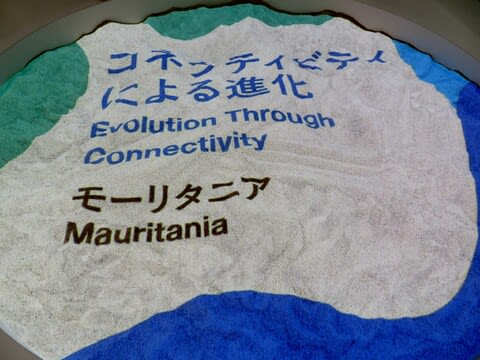 コネッティビティ
による進化
Evolution Through
Connectivity
モーリタニア
Mauritania